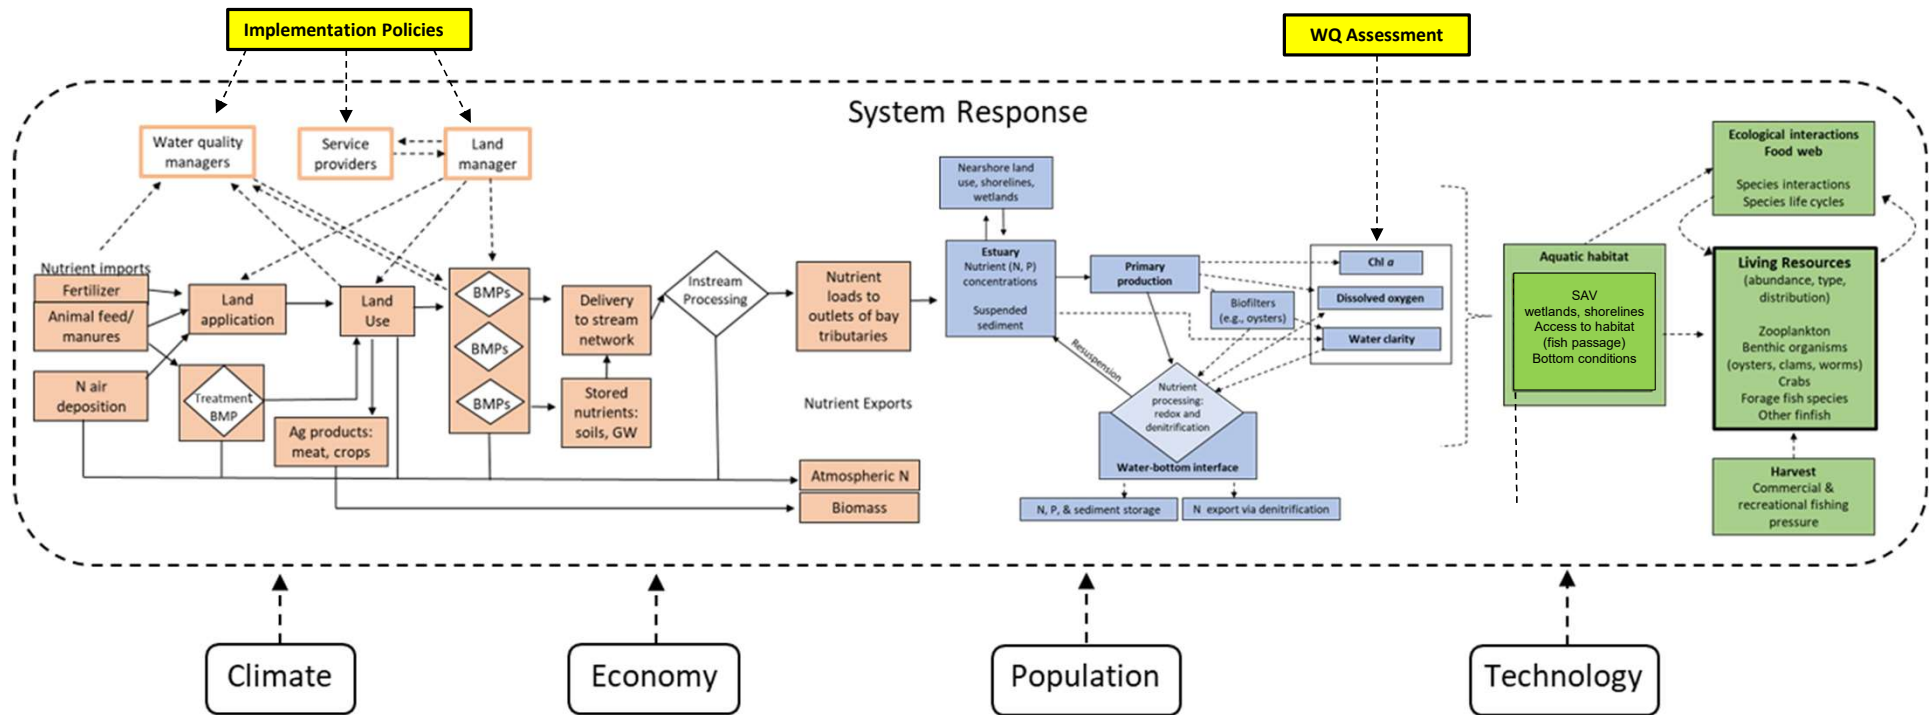 Implementation Policies
WQ Assessment
System Response
Water quality
managers
Service
providers
Land
manager
Nutrient imports
Fertilizer
Animal feed/
manures
N air
deposition
Land
application
Treatment
BMP
Land
Use
Ag products:
meat, crops
BMPs
BMPs
BMPs
Delivery
to stream
network
Stored
nutrients:
soils, GW
Instream
Processing
Nutrient
loads to
outlets of bay
tributaries
Nutrient Exports
Atmospheric N
Biomass
Nearshore land
use, shorelines,
wetlands
Estuary
Nutrient (N, P)
concentrations
Suspended
sediment
Primary
production
Biofilters
(e.g., oysters)
Chl a
Dissolved oxygen
Water clarity
Resuspension
Nutrient
processing:
redox and
denitrification
Water-bottom interface
N, P, & sediment storage
N export via denitrification
Aquatic habitat
SAV
wetlands, shorelines
Access to habitat
(fish passage)
Bottom conditions
Ecological interactions
Food web
Species interactions
Species life cycles
Living Resources
(abundance, type,
distribution)
Zooplankton
Benthic organisms
(oysters, clams, worms)
Crabs
Forage fish species
Other finfish
Harvest
Commercial &
recreational fishing
pressure
Climate
Economy
Population
Technology